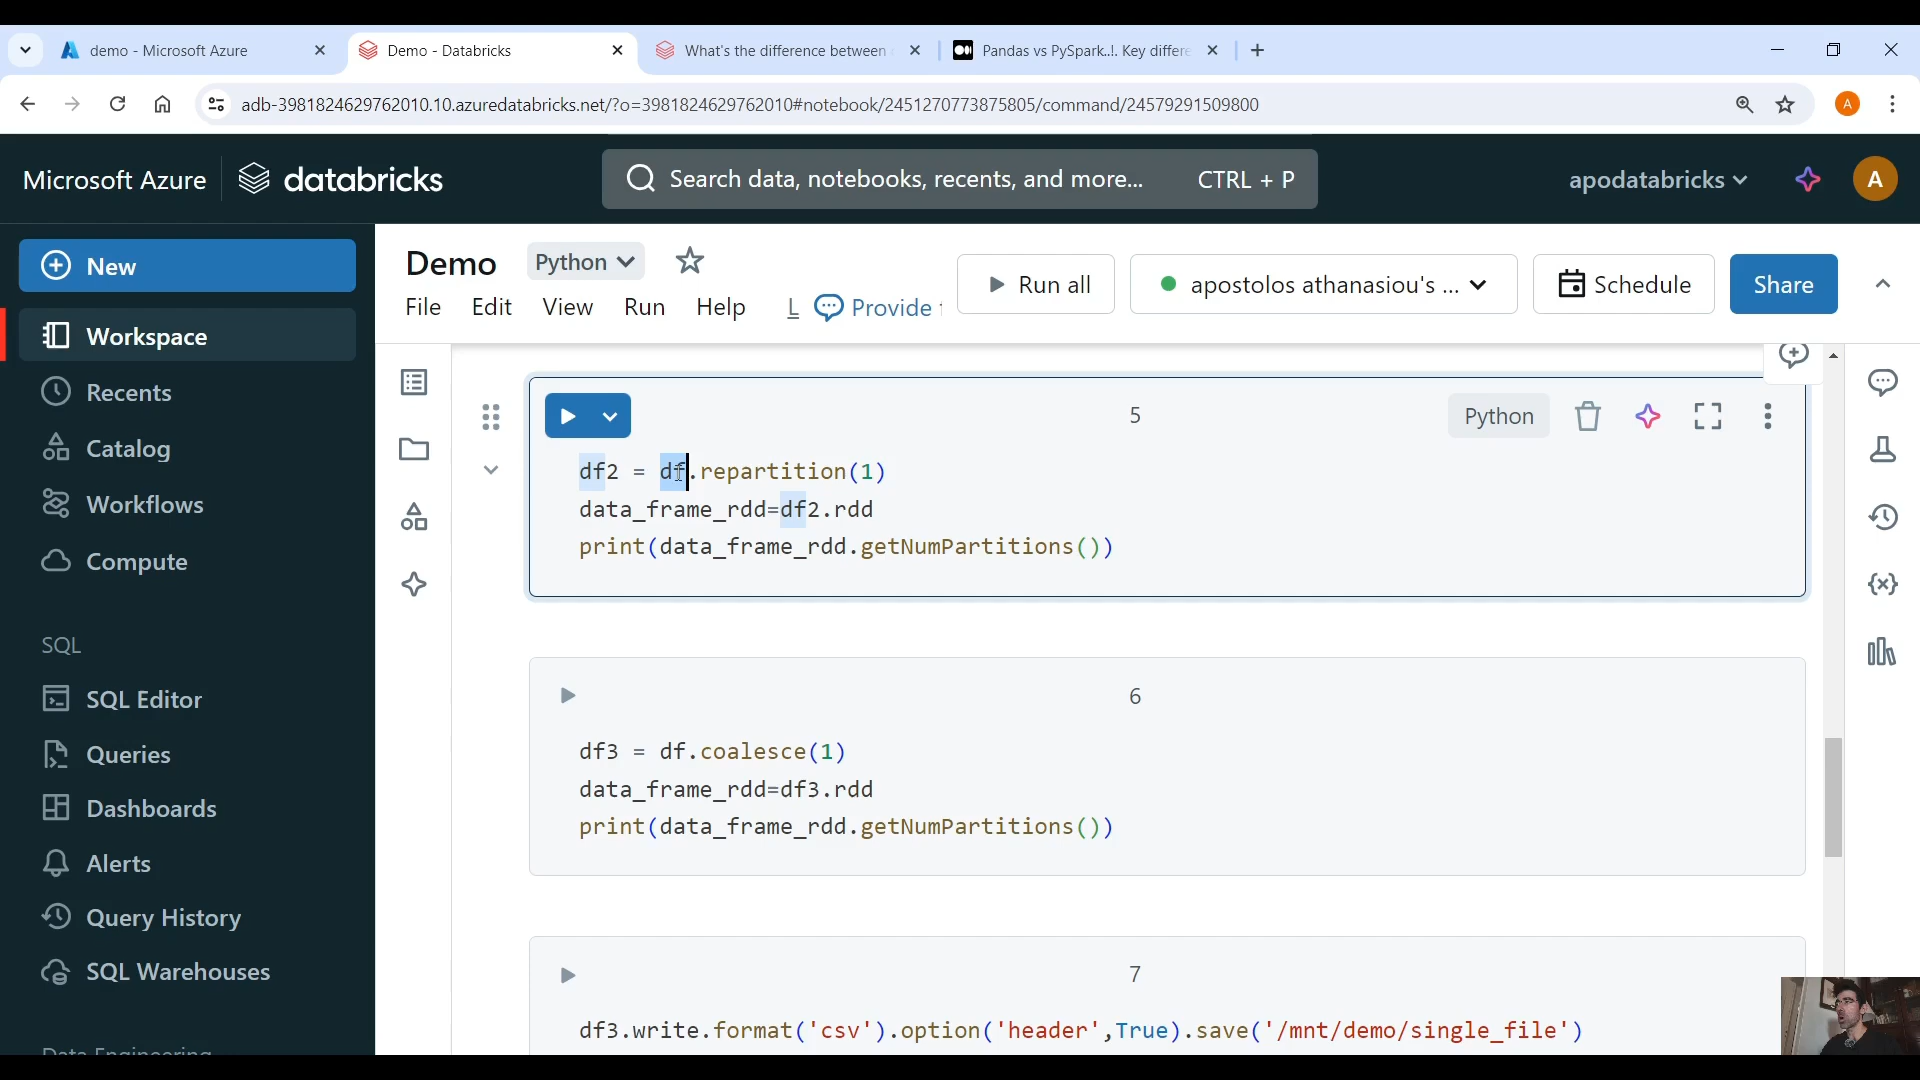 demo - Microsoft Azure
Demo - Databricks
What's the difference between
Pandas vs PySpark..!. Key differe
adb-3981824629762010.10.azuredatabricks.net/?o=3981824629762010#notebook/2451270773875805/command/24579291509800
A
Microsoft Azure
databricks
Search data, notebooks, recents, and more...
CTRL + P
apodatabricks
A
New
Workspace
Recents
Catalog
Workflows
Compute
SQL
SQL Editor
Queries
Dashboards
Alerts
Query History
SQL Warehouses
Data Engineering
Demo
Python
File Edit View Run Help L Provide
Run all
apostolos athanasiou's ...
Schedule
Share
5
Python
df2 = df.repartition(1)
data_frame_rdd=df2.rdd
print(data_frame_rdd.getNumPartitions())
6
df3 = df.coalesce(1)
data_frame_rdd=df3.rdd
print(data_frame_rdd.getNumPartitions())
7
df3.write.format('csv').option('header',True).save('/mnt/demo/single_file')